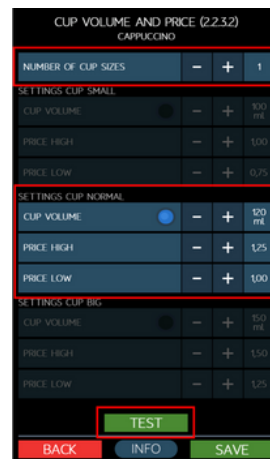 CUP VOLUME AND PRICE (2.2.3.2)
CAPPUCCINO
NUMBER OF CUP SIZES - + 1
SETTINGS CUP SMALL
CUP VOLUME - + 100 ml
PRICE HIGH - + 1,00
PRICE LOW - + 0,75
SETTINGS CUP NORMAL
CUP VOLUME - + 120 ml
PRICE HIGH - + 1,25
PRICE LOW - + 1,00
SETTINGS CUP BIG
CUP VOLUME - + 150 ml
PRICE HIGH - + 1,50
PRICE LOW - + 1,25
TEST
BACK INFO SAVE